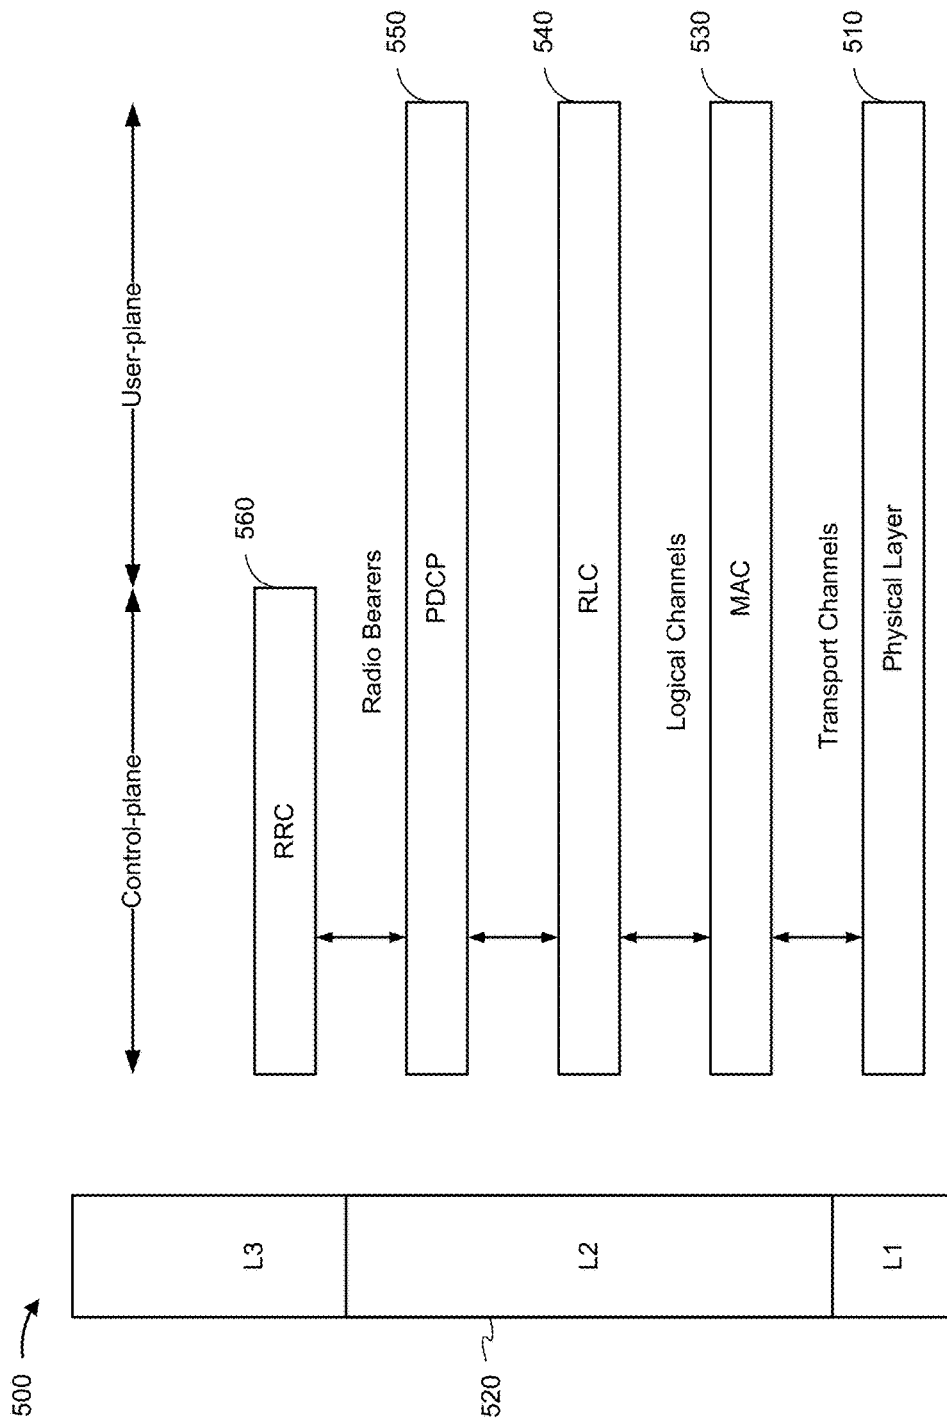 500
Control-plane
User-plane
L3
RRC
560
Radio Bearers
520
L2
PDCP
550
RLC
540
Logical Channels
MAC
530
Transport Channels
L1
Physical Layer
510